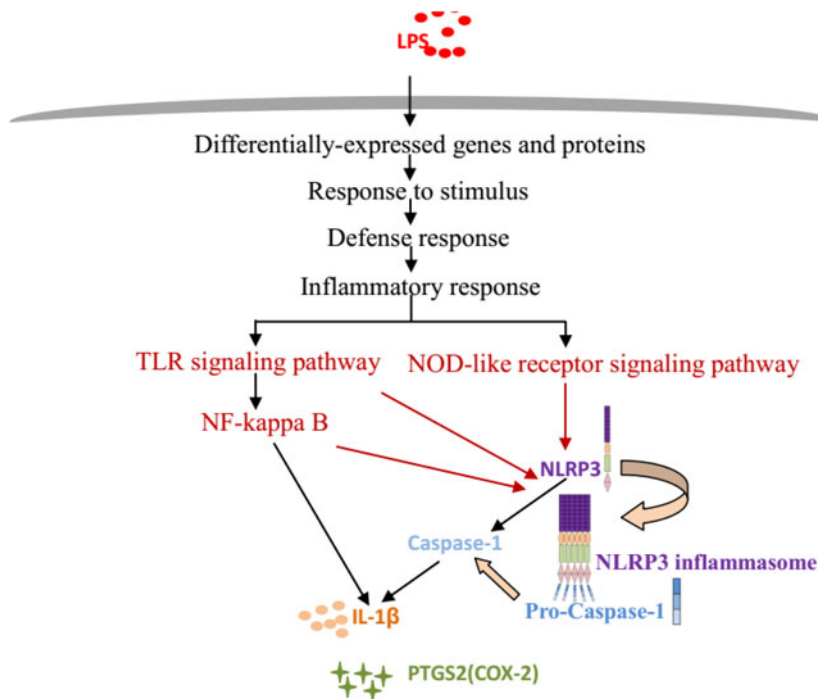 LPS
Differentially-expressed genes and proteins
Response to stimulus
Defense response
Inflammatory response
TLR signaling pathway
NOD-like receptor signaling pathway
NF-kappa B
NLRP3
Caspase-1
NLRP3 inflammasome
Pro-Caspase-1
IL-1β
PTGS2(COX-2)